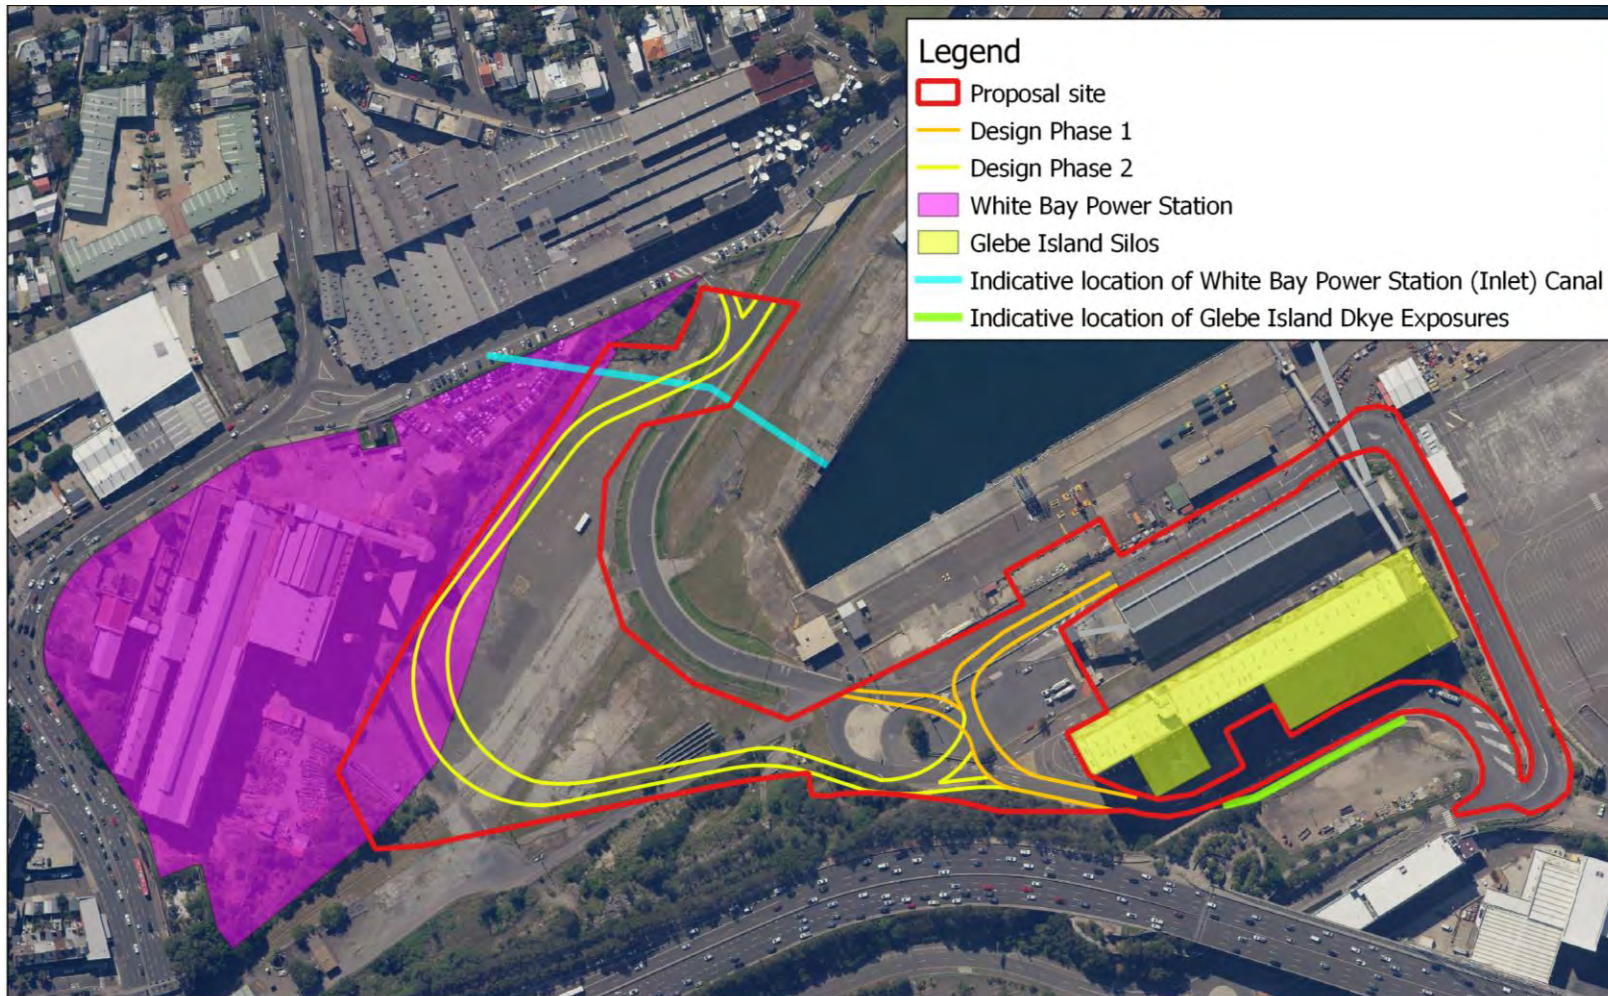 Legend
Proposal site
Design Phase 1
Design Phase 2
White Bay Power Station
Glebe Island Silos
Indicative location of White Bay Power Station (Inlet) Canal
Indicative location of Glebe Island Dkye Exposures